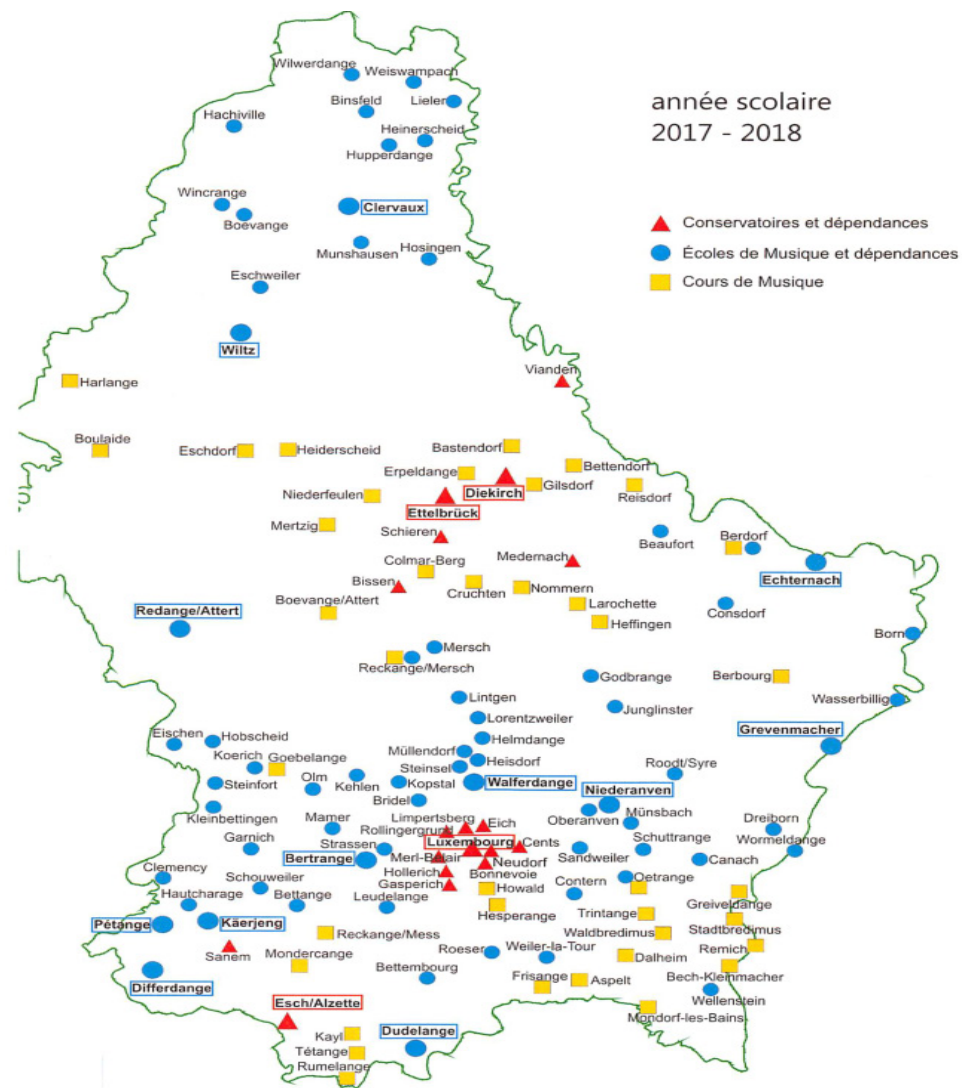 Wilwerdange
Weiswampach
Binsfeld
Lieler
Hachiville
Heinerscheid
Hupperdange
année scolaire
2017 - 2018
Wincrange
Clervaux
Boevange
Conservatoires et dépendances
Munshausen
Hosingen
Écoles de Musique et dépendances
Eschweiler
Cours de Musique
Wiltz
Vianden
Harlange
Boulaide
Eschdorf
Heiderscheid
Bastendorf
Erpeldange
Bettendorf
Gilsdorf
Diekirch
Reisdorf
Niederfeulen
Ettelbrück
Mertzig
Schieren
Beaufort
Berdorf
Colmar-Berg
Medernach
Echternach
Bissen
Cruchten
Nommern
Boevange/Attert
Larochette
Consdorf
Redange/Attert
Heffingen
Born
Mersch
Reckange/Mersch
Godbrange
Berbourg
Lintgen
Wasserbillig
Junglinster
Lorentzweiler
Grevenmacher
Eischen
Hobscheid
Helmdange
Müllendorf
Koerich
Goebelange
Heisdorf
Roodt/Syre
Steinsel
Steinfort
Olm
Kehlen
Kopstal
Walferdange
Niederanven
Bridel
Kleinbettingen
Oberanven
Münsbach
Mamer
Limpertsberg
Eich
Dreiborn
Rollingergrund
Garnich
Strassen
Luxembourg
Cents
Schuttrange
Wormeldange
Bertrange
Merl-Belair
Neudorf
Sandweiler
Canach
Clemency
Hollerich
Bonnevoie
Oetrange
Schouweiler
Gasperich
Howald
Contern
Hautcharage
Bettange
Leudelange
Greiveldange
Hesperange
Trintange
Pétange
Käerjeng
Stadtbredimus
Reckange/Mess
Waldbredimus
Sanem
Roeser
Weiler-la-Tour
Remich
Mondercange
Dalheim
Differdange
Bettembourg
Frisange
Aspelt
Bech-Kleinmacher
Wellenstein
Esch/Alzette
Mondorf-les-Bains
Kayl
Dudelange
Tétange
Rumelange